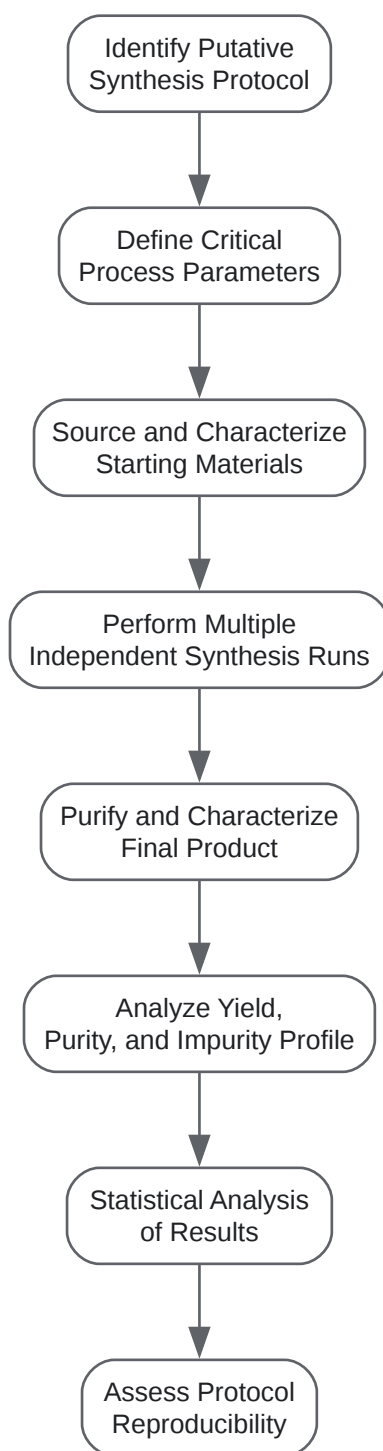 Identify Putative
Synthesis Protocol
Define Critical
Process Parameters
Source and Characterize
Starting Materials
Perform Multiple
Independent Synthesis Runs
Purify and Characterize
Final Product
Analyze Yield,
Purity, and Impurity Profile
Statistical Analysis
of Results
Assess Protocol
Reproducibility